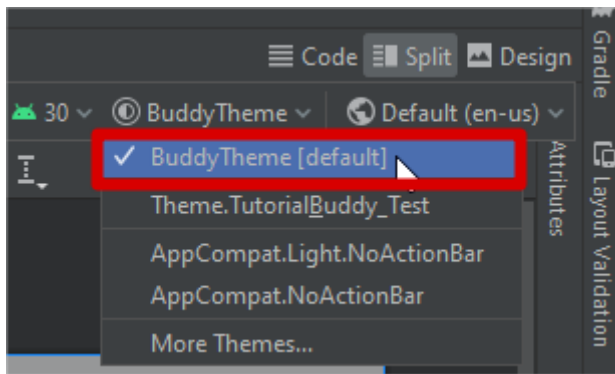 Code Split Design
30 BuddyTheme Default (en-us)
BuddyTheme [default]
Theme.TutorialBuddy_Test
AppCompat.Light.NoActionBar
AppCompat.NoActionBar
More Themes...
Attributes
Gradle
Layout Validation